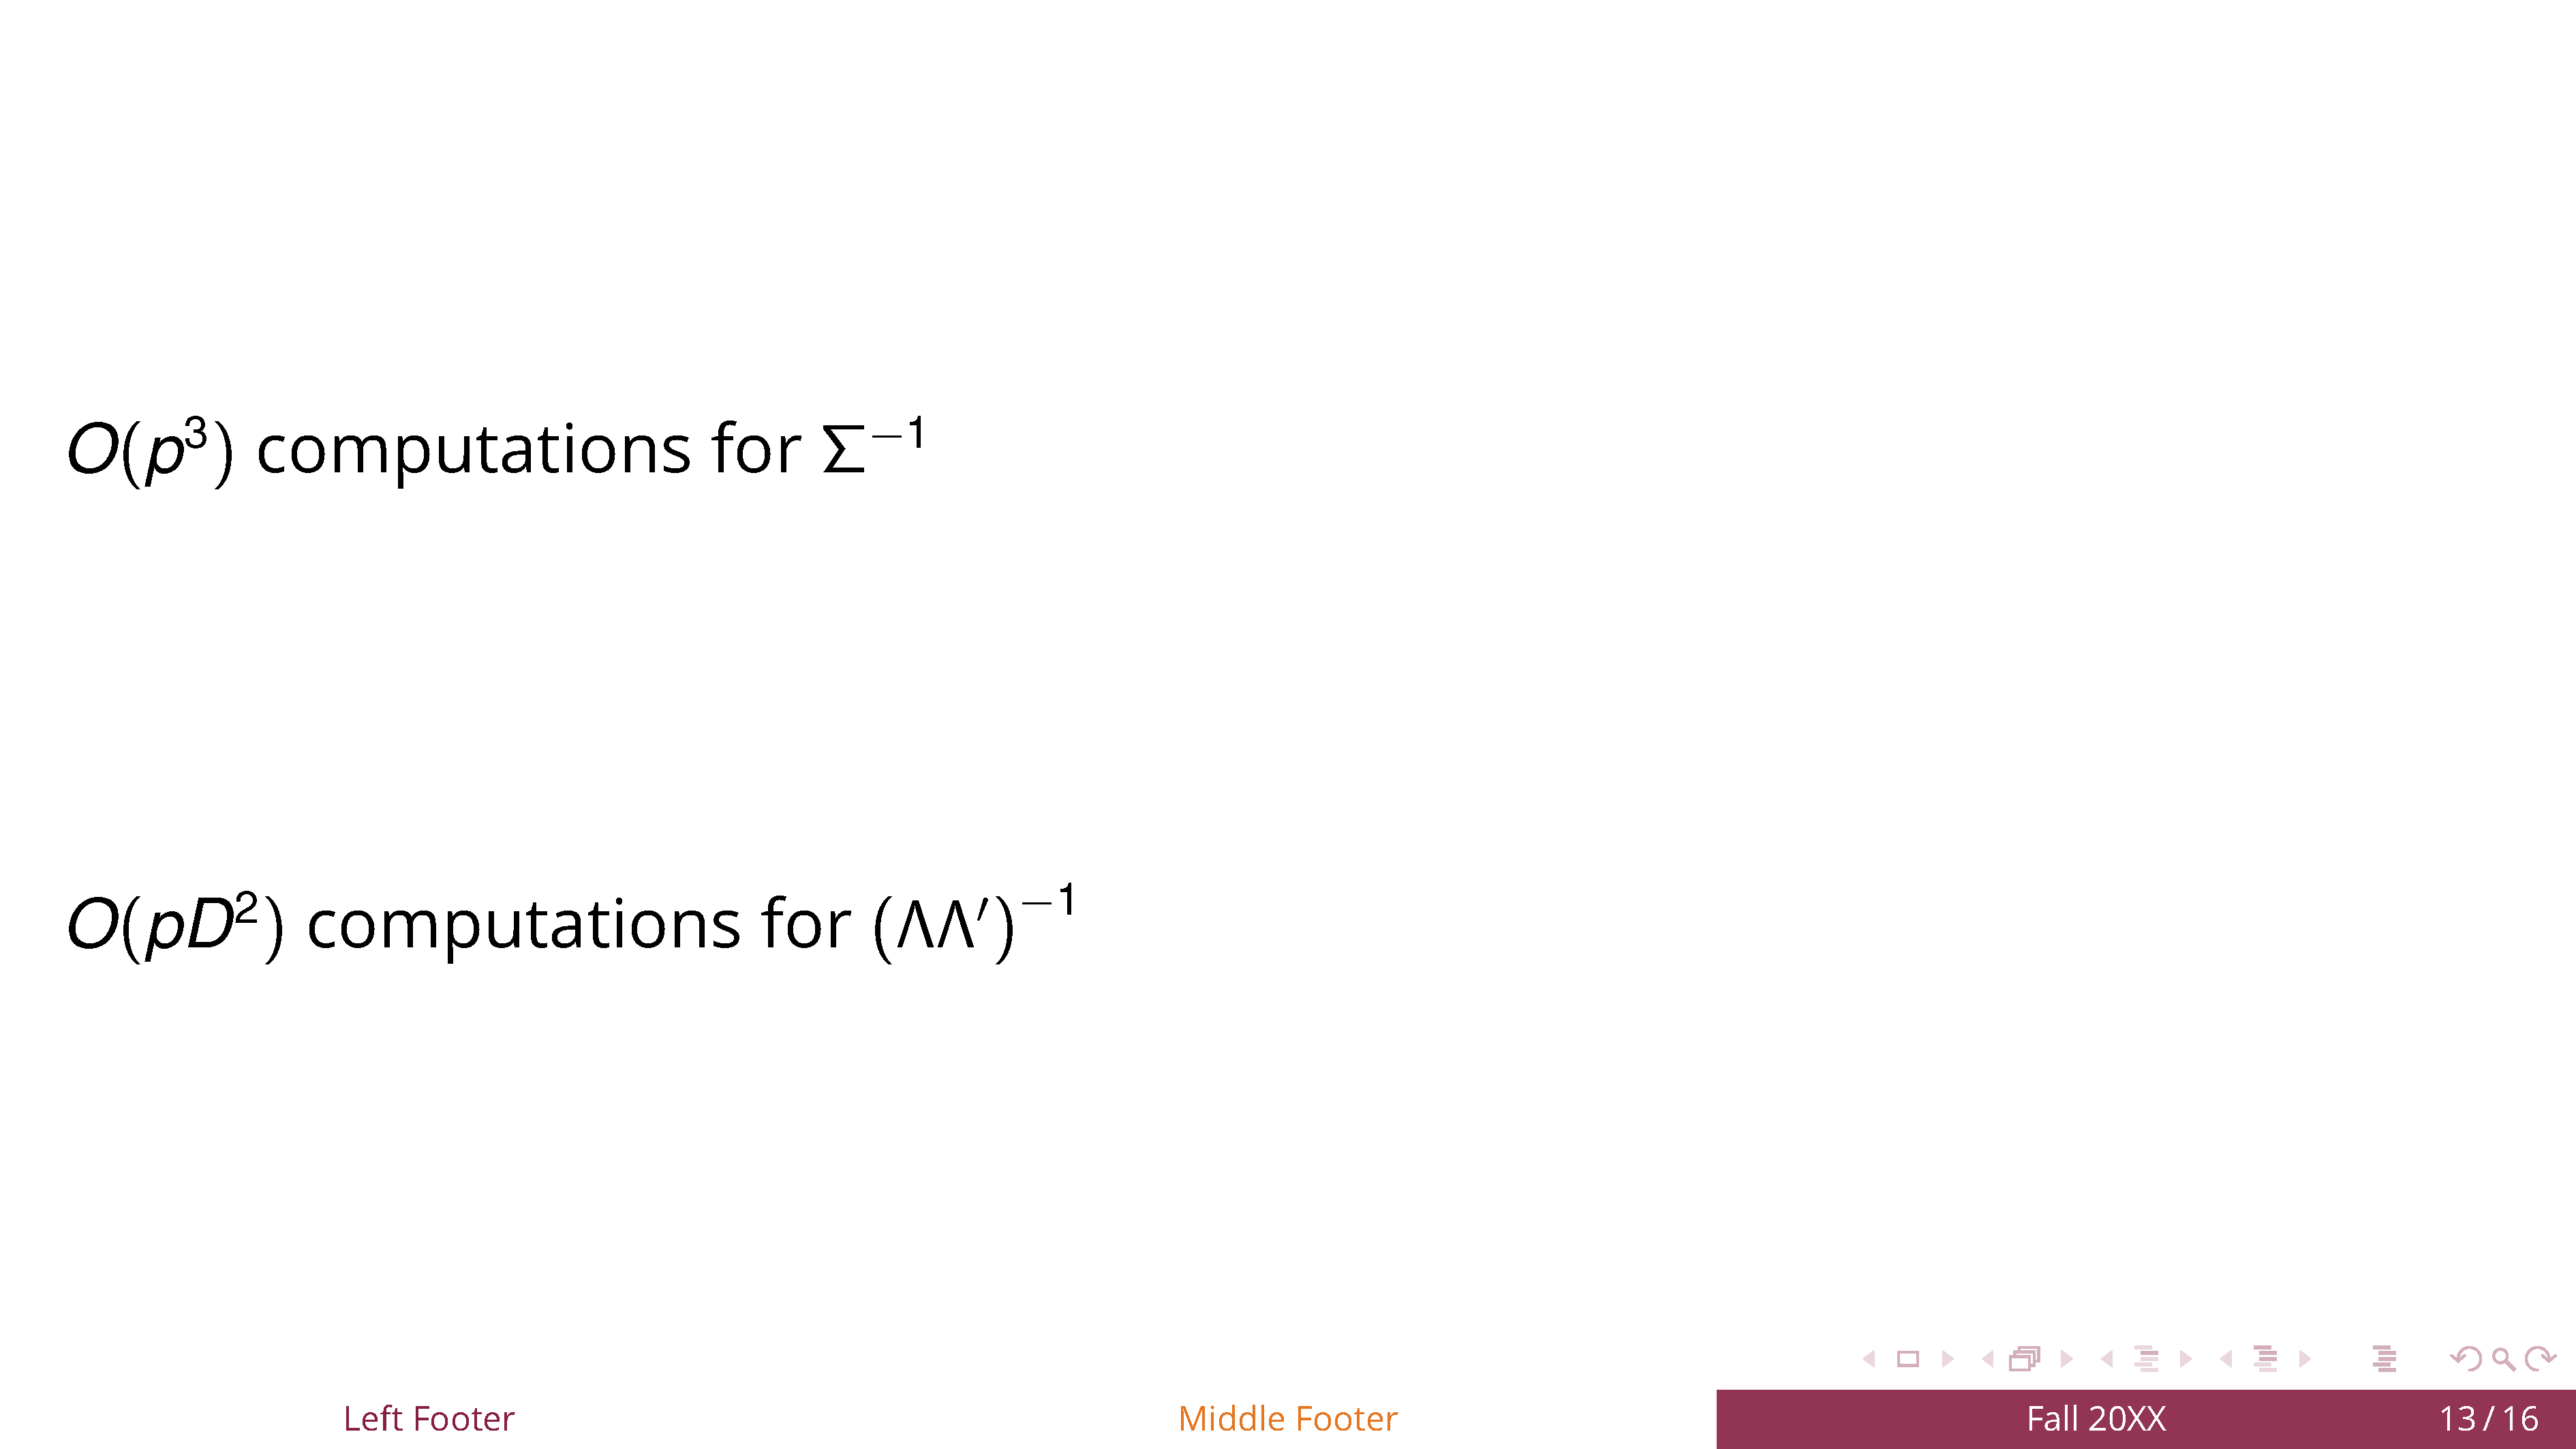 O(p³) computations for Σ⁻¹
O(pD²) computations for (ΛΛ′)⁻¹
Left Footer
Middle Footer
Fall 20XX
13 / 16